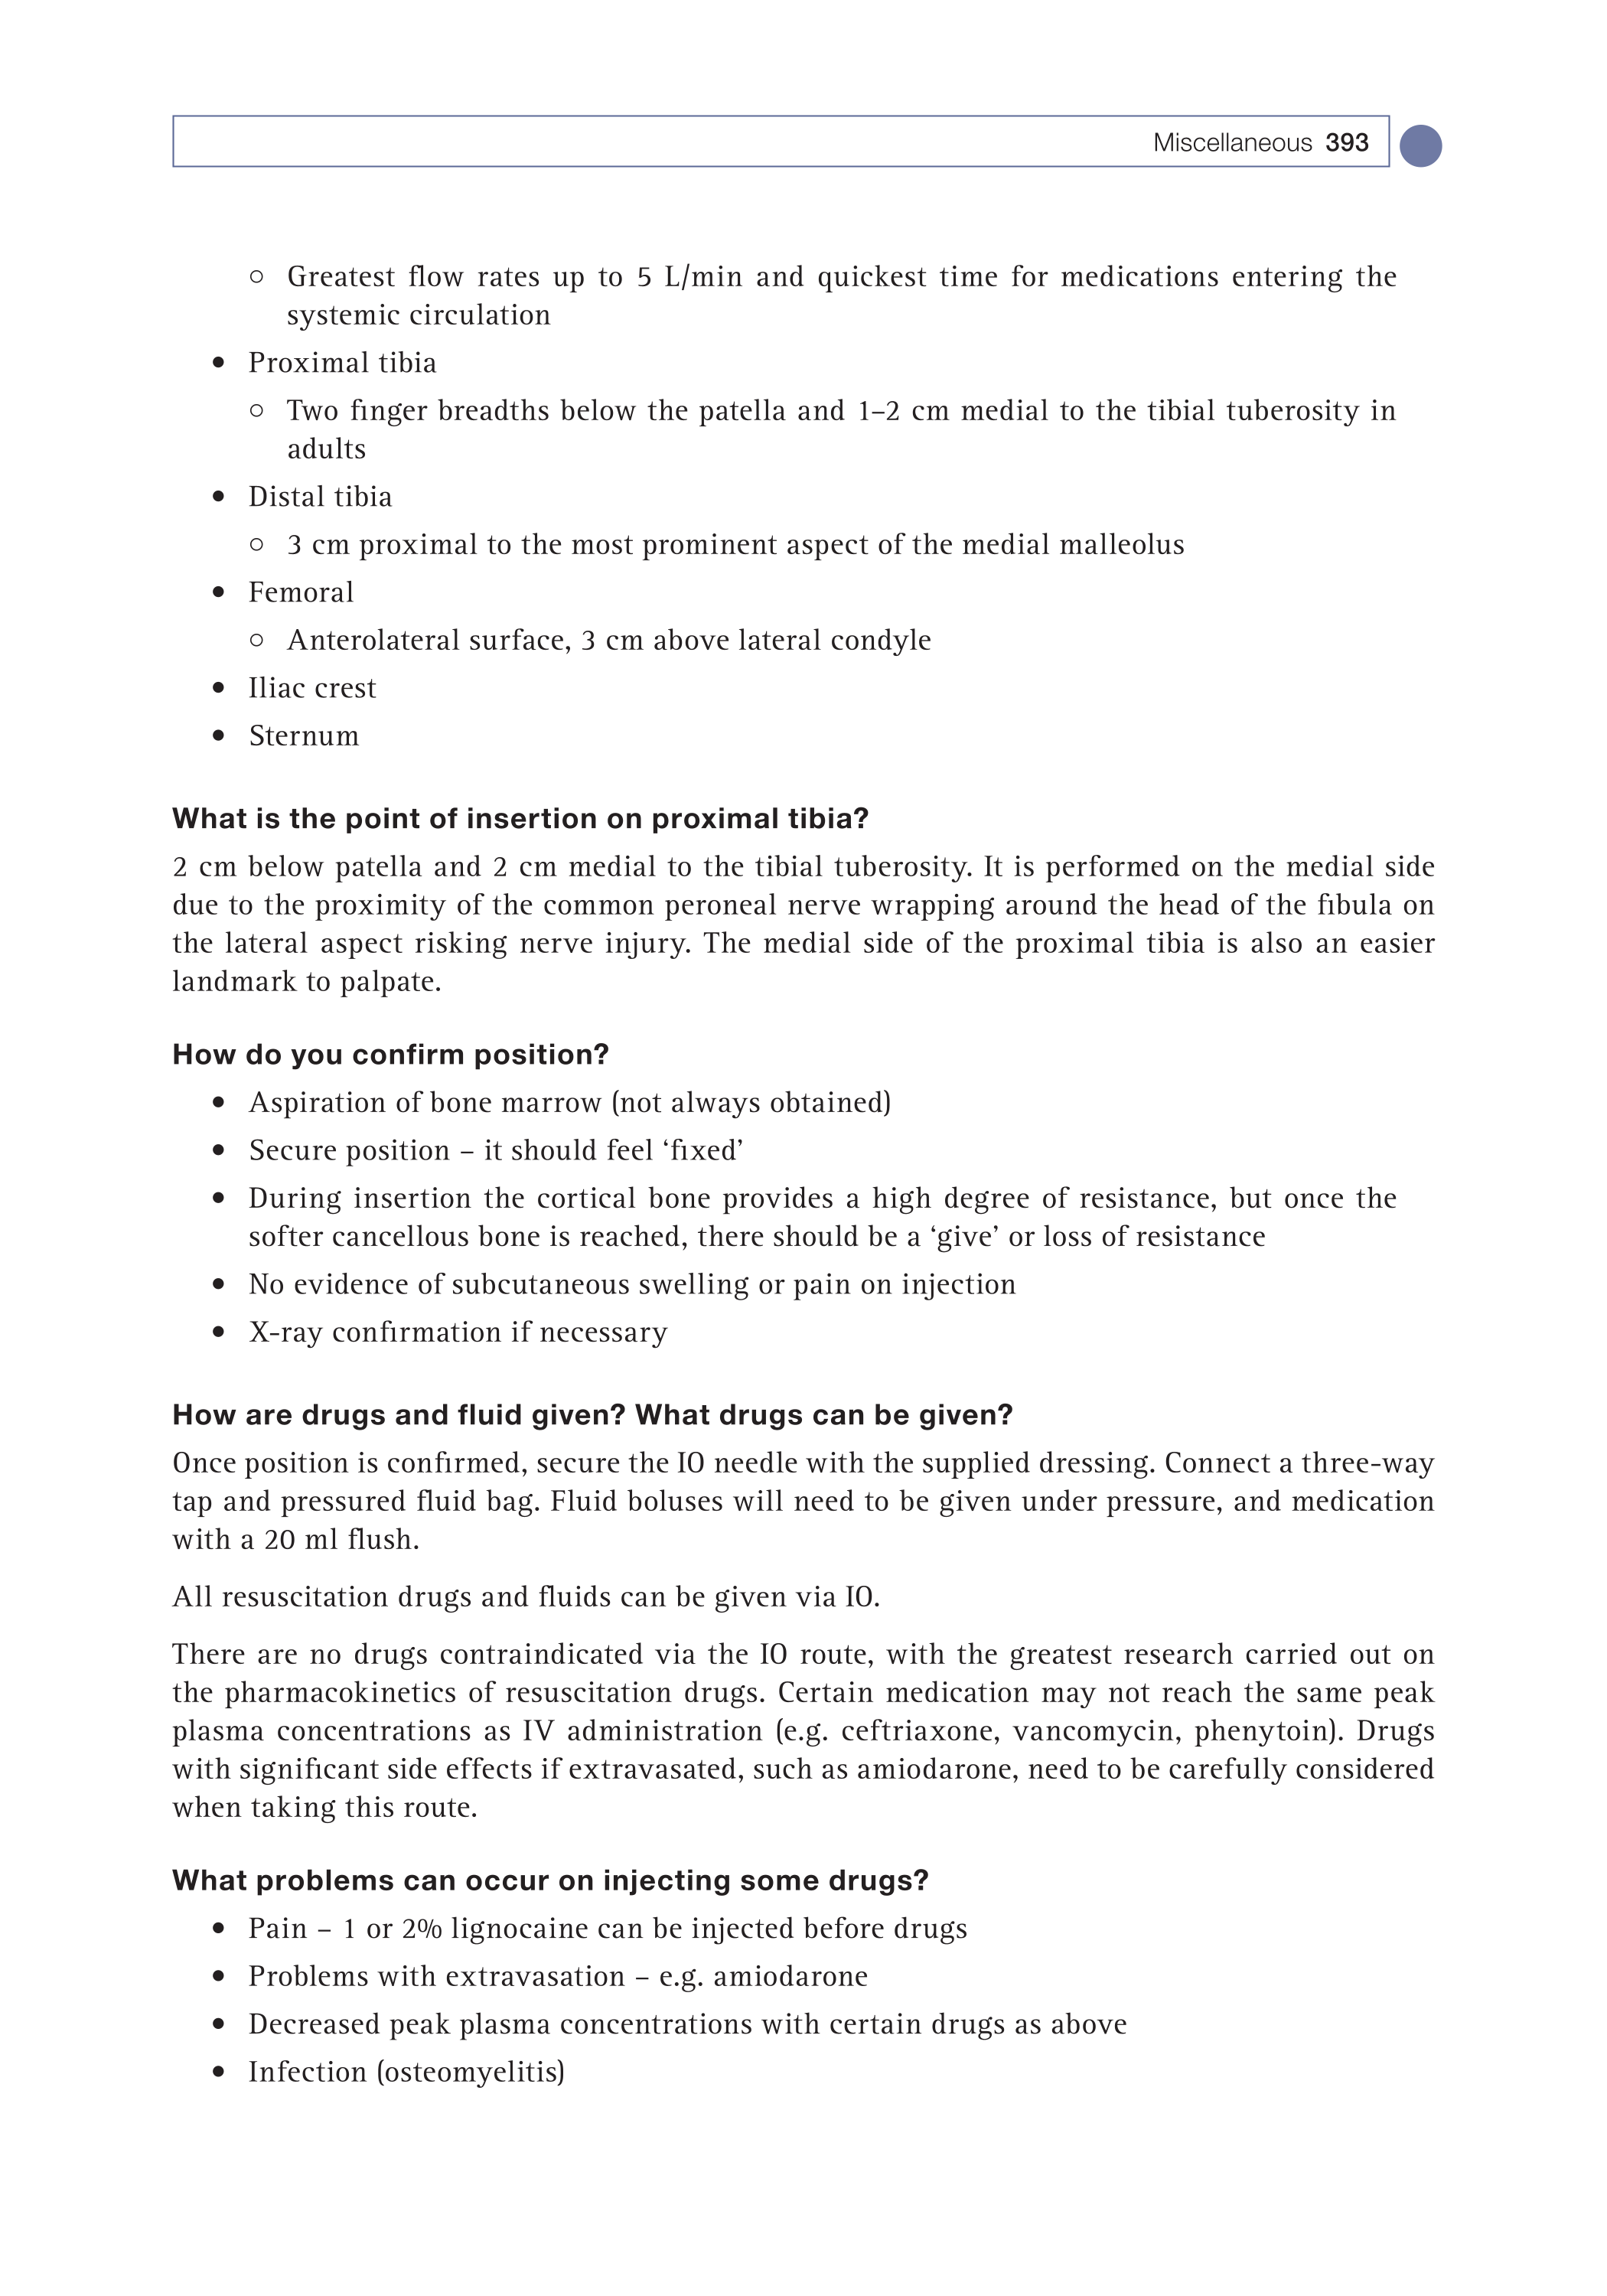 Miscellaneous 393
○ Greatest flow rates up to 5 L/min and quickest time for medications entering the
systemic circulation
• Proximal tibia
○ Two finger breadths below the patella and 1–2 cm medial to the tibial tuberosity in
adults
• Distal tibia
○ 3 cm proximal to the most prominent aspect of the medial malleolus
• Femoral
○ Anterolateral surface, 3 cm above lateral condyle
• Iliac crest
• Sternum
What is the point of insertion on proximal tibia?
2 cm below patella and 2 cm medial to the tibial tuberosity. It is performed on the medial side
due to the proximity of the common peroneal nerve wrapping around the head of the fibula on
the lateral aspect risking nerve injury. The medial side of the proximal tibia is also an easier
landmark to palpate.
How do you confirm position?
• Aspiration of bone marrow (not always obtained)
• Secure position – it should feel ‘fixed’
• During insertion the cortical bone provides a high degree of resistance, but once the
softer cancellous bone is reached, there should be a ‘give’ or loss of resistance
• No evidence of subcutaneous swelling or pain on injection
• X-ray confirmation if necessary
How are drugs and fluid given? What drugs can be given?
Once position is confirmed, secure the IO needle with the supplied dressing. Connect a three-way
tap and pressured fluid bag. Fluid boluses will need to be given under pressure, and medication
with a 20 ml flush.
All resuscitation drugs and fluids can be given via IO.
There are no drugs contraindicated via the IO route, with the greatest research carried out on
the pharmacokinetics of resuscitation drugs. Certain medication may not reach the same peak
plasma concentrations as IV administration (e.g. ceftriaxone, vancomycin, phenytoin). Drugs
with significant side effects if extravasated, such as amiodarone, need to be carefully considered
when taking this route.
What problems can occur on injecting some drugs?
• Pain – 1 or 2% lignocaine can be injected before drugs
• Problems with extravasation – e.g. amiodarone
• Decreased peak plasma concentrations with certain drugs as above
• Infection (osteomyelitis)